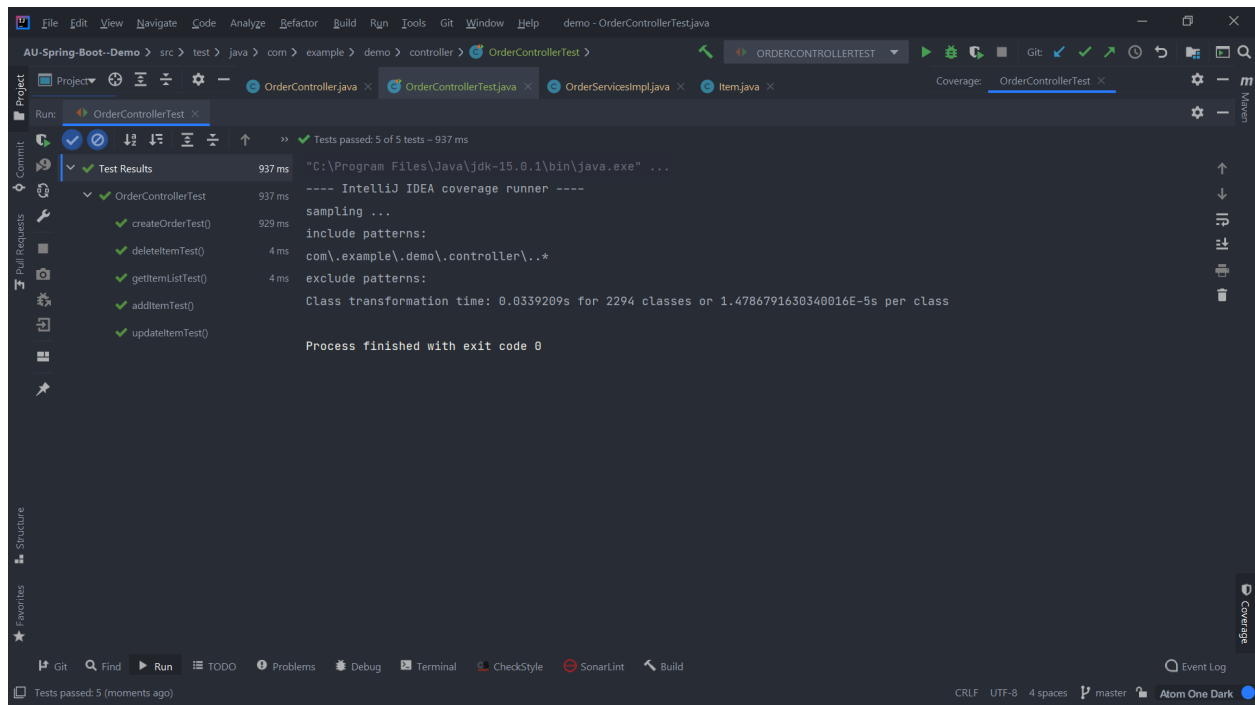 File Edit View Navigate Code Analyze Refactor Build Run Tools Git Window Help demo - OrderControllerTest.java
AU-Spring-Boot--Demo > src > test > java > com > example > demo > controller > OrderControllerTest > ORDERCONTROLLERTEST Git:
Project OrderController.java OrderControllerTest.java OrderServicesImpl.java Item.java Coverage: OrderControllerTest
Run: OrderControllerTest
>> Tests passed: 5 of 5 tests – 937 ms
Test Results 937 ms
OrderControllerTest 937 ms
createOrderTest() 929 ms
deleteItemTest() 4 ms
getItemListTest() 4 ms
addItemTest()
updateItemTest()
"C:\Program Files\Java\jdk-15.0.1\bin\java.exe" ...
---- IntelliJ IDEA coverage runner ----
sampling ...
include patterns:
com\.example\.demo\.controller\..*
exclude patterns:
Class transformation time: 0.0339209s for 2294 classes or 1.4786791630340016E-5s per class
Process finished with exit code 0
Project
Commit
Pull Requests
Structure
Favorites
m Maven
Coverage
Git Find Run TODO Problems Debug Terminal CheckStyle SonarLint Build Event Log
Tests passed: 5 (moments ago) CRLF UTF-8 4 spaces master Atom One Dark